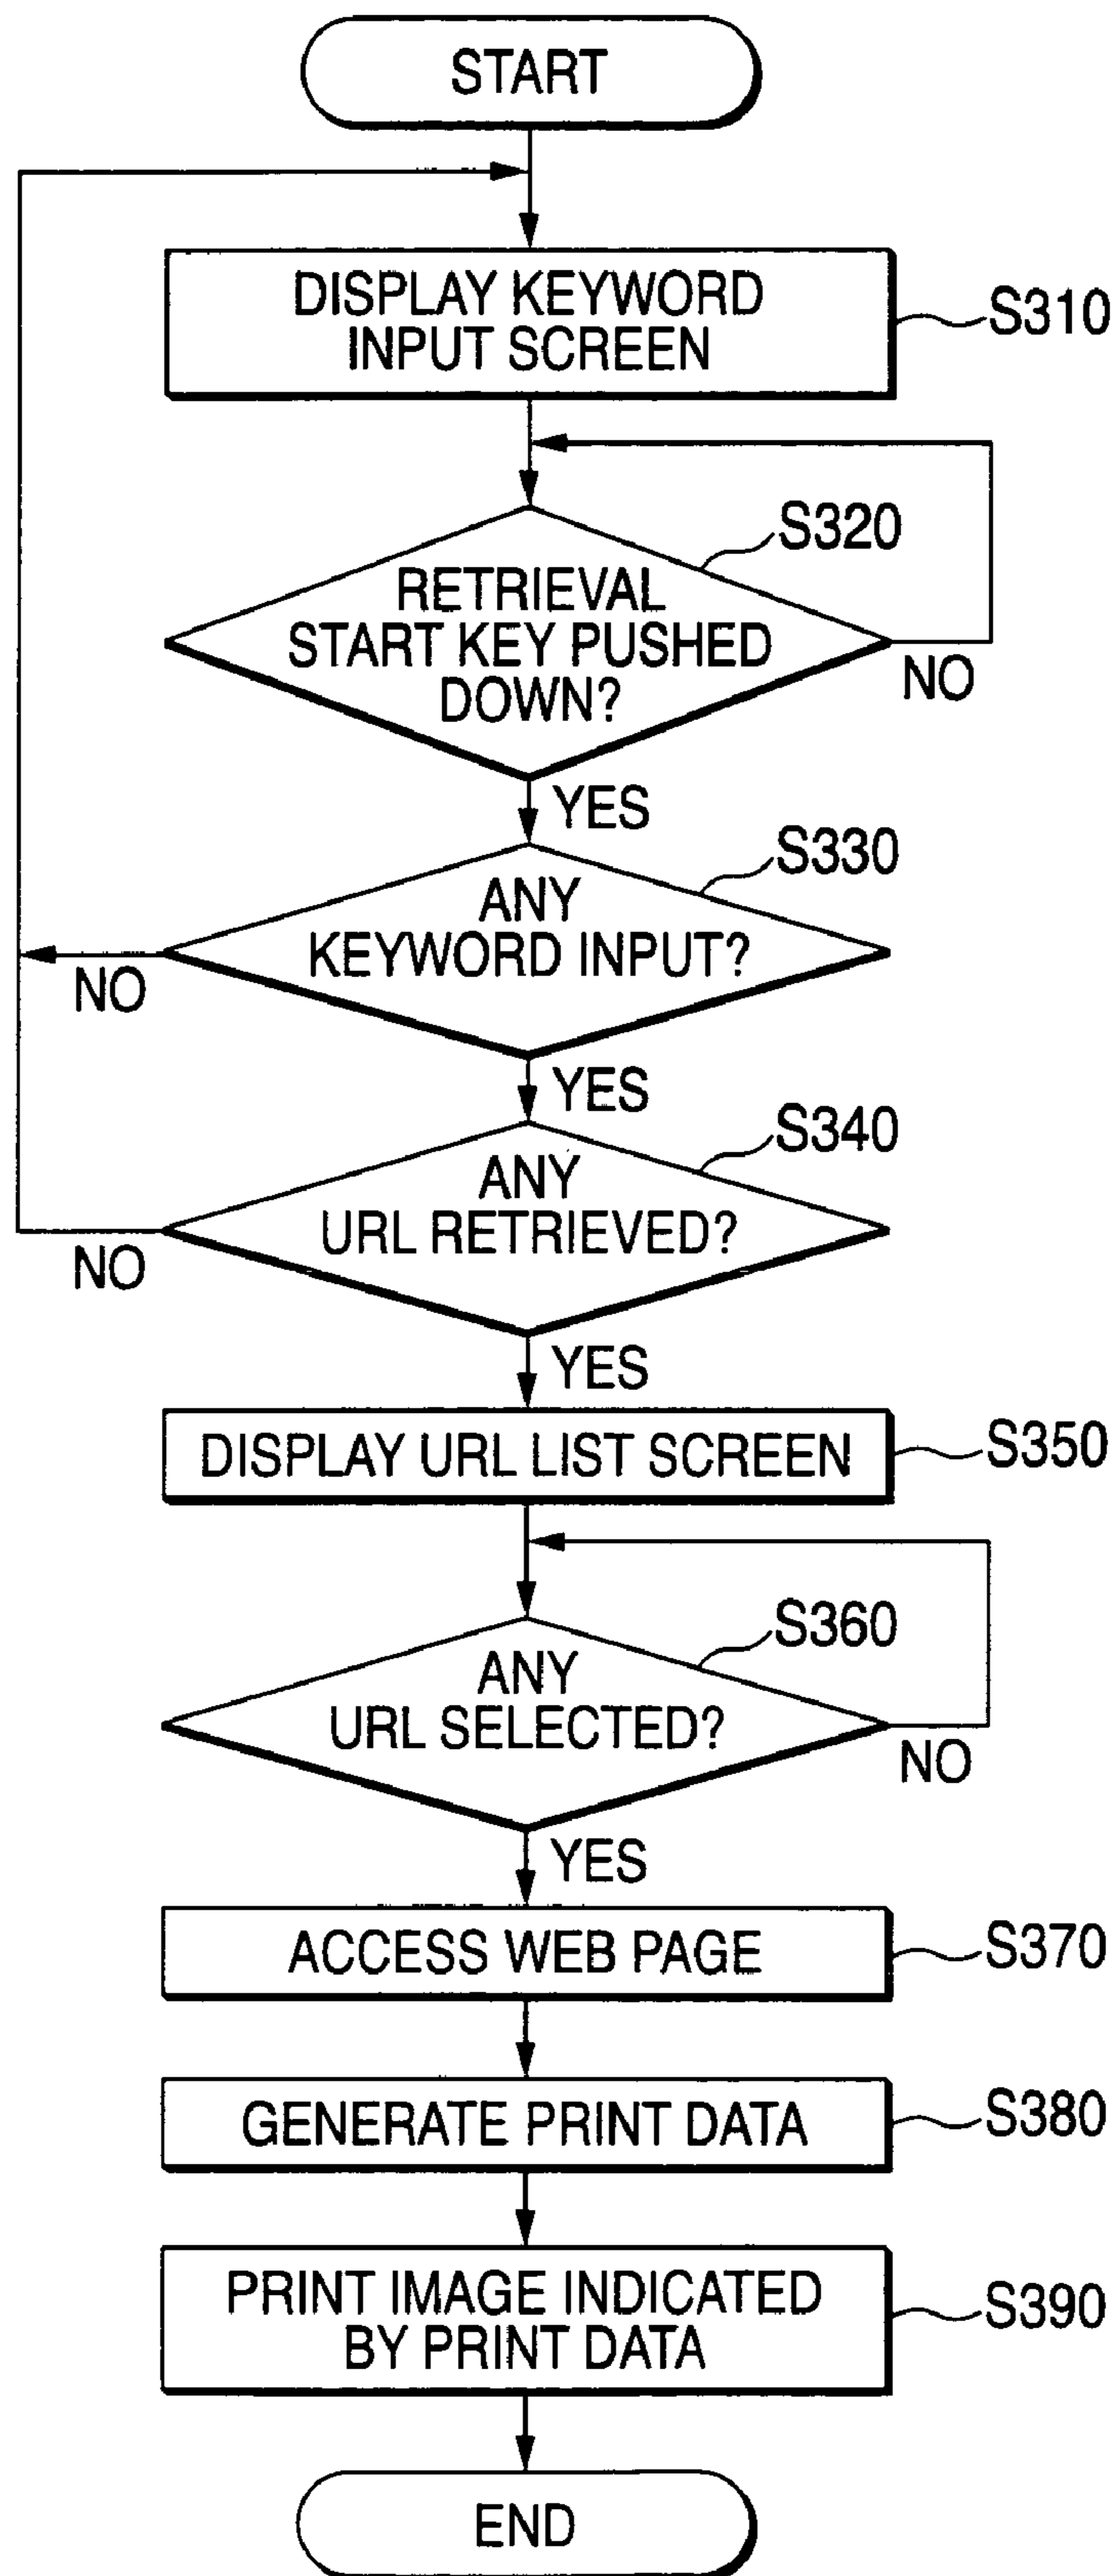 START
DISPLAY KEYWORD
INPUT SCREEN
S310
S320
RETRIEVAL
START KEY PUSHED
DOWN?
NO
YES
S330
ANY
KEYWORD INPUT?
NO
YES
S340
ANY
URL RETRIEVED?
NO
YES
DISPLAY URL LIST SCREEN
S350
S360
ANY
URL SELECTED?
NO
YES
ACCESS WEB PAGE
S370
GENERATE PRINT DATA
S380
PRINT IMAGE INDICATED
BY PRINT DATA
S390
END